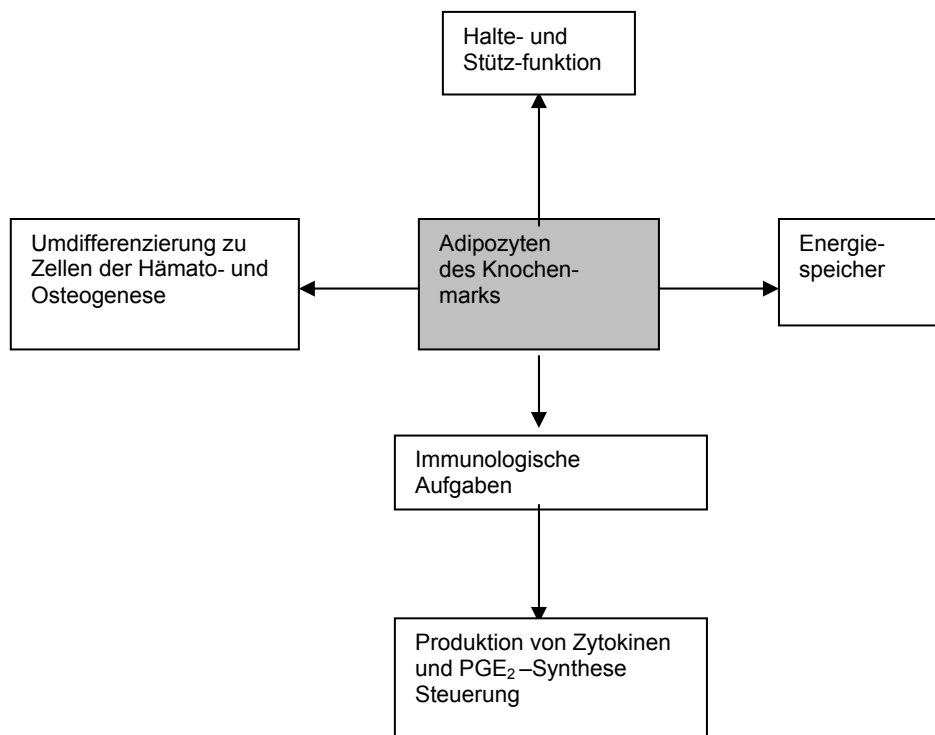 Halte- und
Stütz-funktion
Umdifferenzierung zu
Zellen der Hämato- und
Osteogenese
Adipozyten
des Knochen-
marks
Energie-
speicher
Immunologische
Aufgaben
Produktion von Zytokinen
und PGE₂ –Synthese
Steuerung